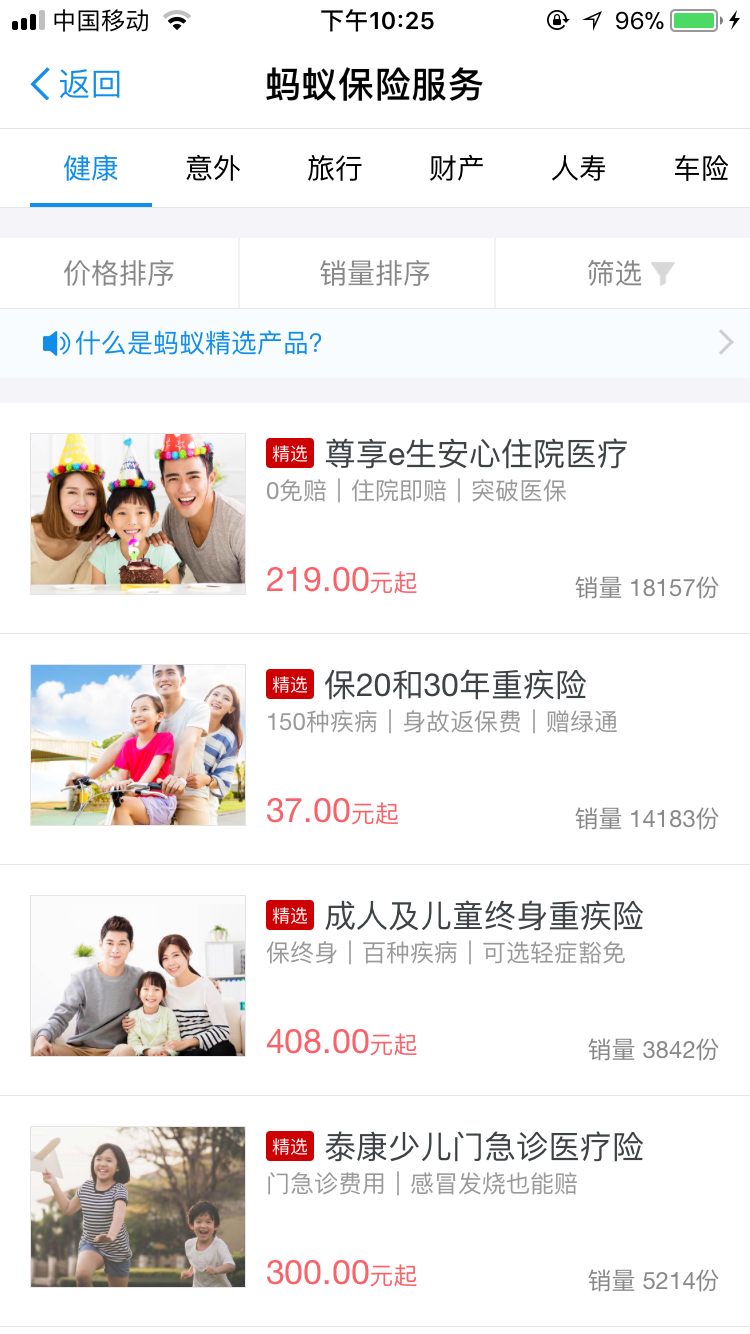 中国移动 下午10:25 96%
返回 蚂蚁保险服务
健康 意外 旅行 财产 人寿 车险
价格排序 销量排序 筛选
什么是蚂蚁精选产品?
精选 尊享e生安心住院医疗
0免赔｜住院即赔｜突破医保
219.00元起 销量 18157份
精选 保20和30年重疾险
150种疾病｜身故返保费｜赠绿通
37.00元起 销量 14183份
精选 成人及儿童终身重疾险
保终身｜百种疾病｜可选轻症豁免
408.00元起 销量 3842份
精选 泰康少儿门急诊医疗险
门急诊费用｜感冒发烧也能赔
300.00元起 销量 5214份